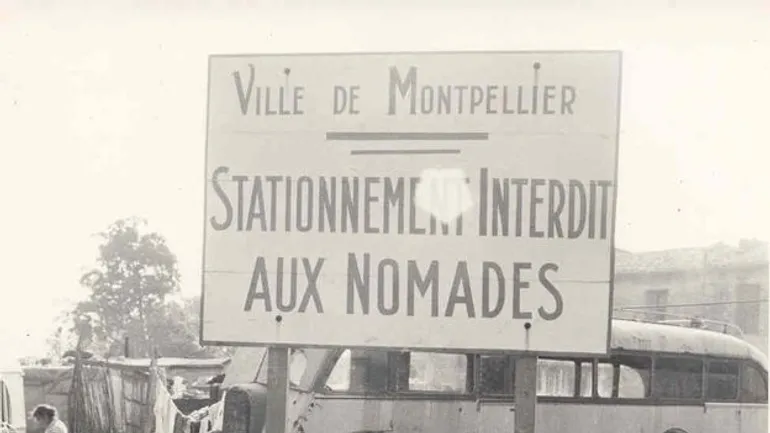 VILLE DE MONTPELLIER
STATIONNEMENT INTERDIT
AUX NOMADES